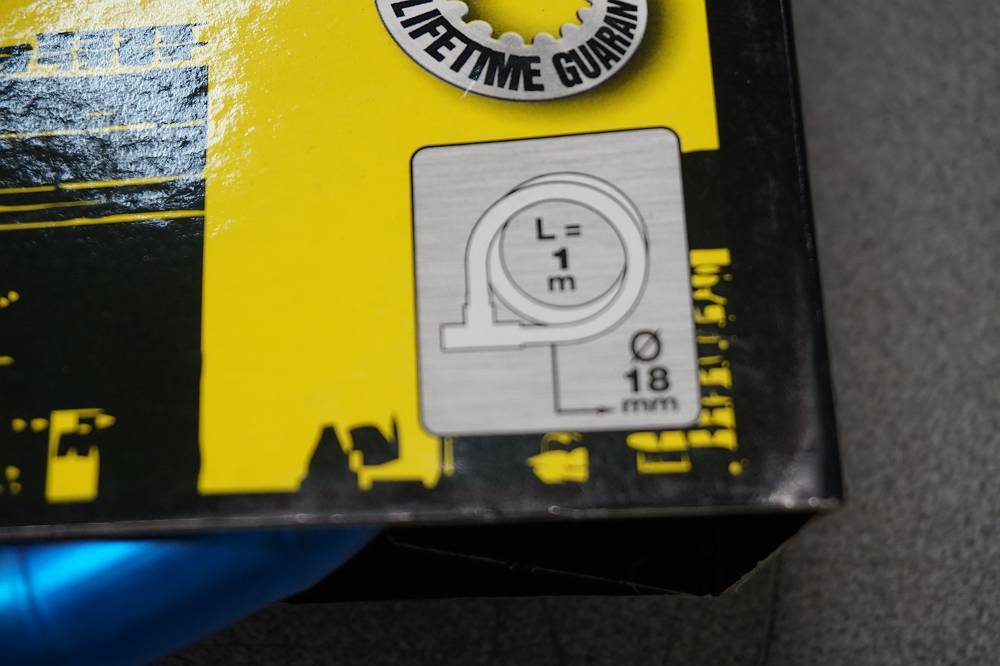 LIFETIME GUARAN
L =
1
m
Ø
18
mm